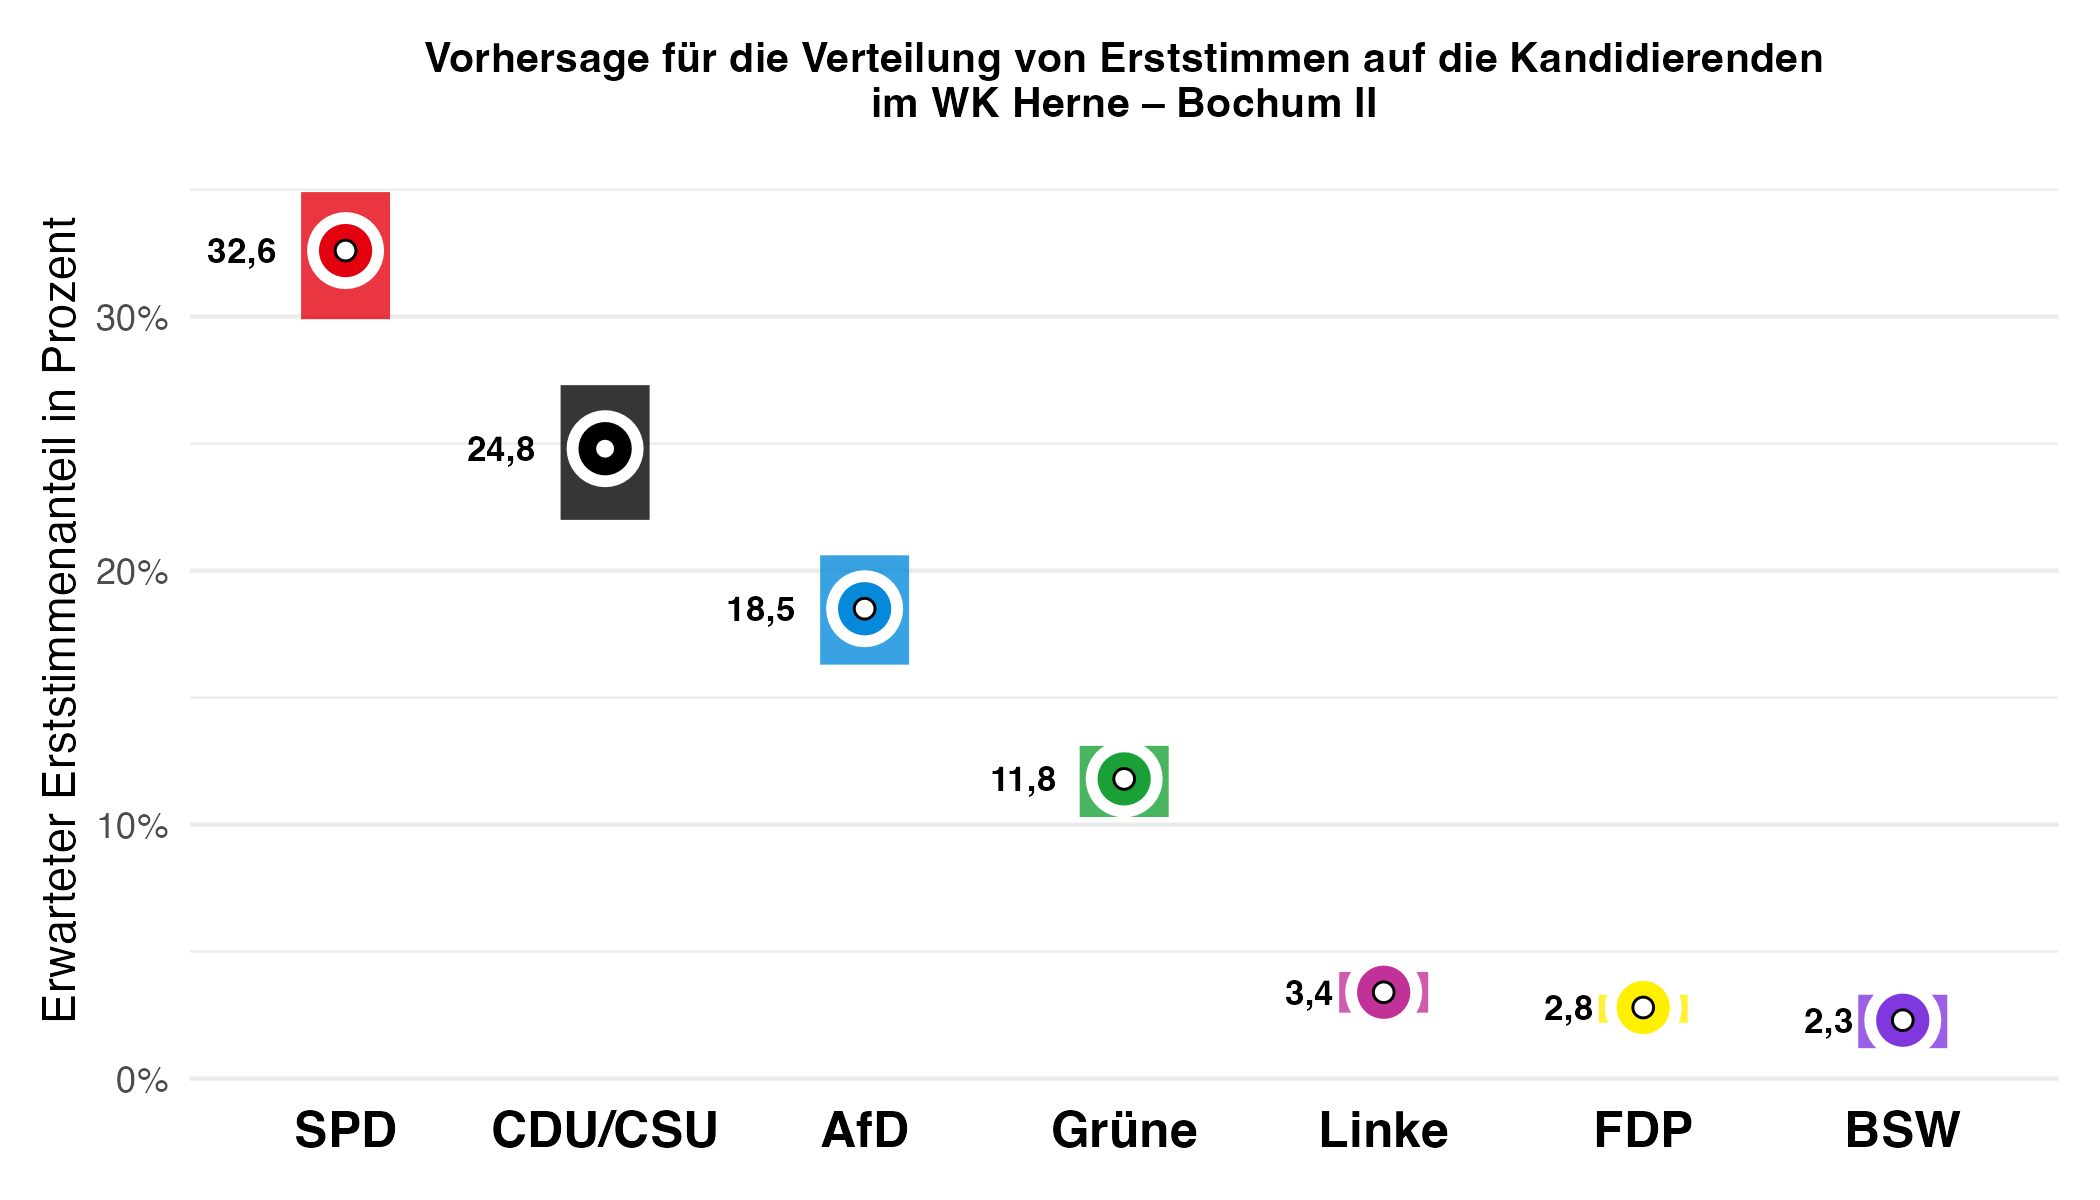 Vorhersage für die Verteilung von Erststimmen auf die Kandidierenden
im WK Herne – Bochum II
Erwarteter Erststimmenanteil in Prozent
30%
20%
10%
0%
32,6
24,8
18,5
11,8
3,4
2,8
2,3
SPD
CDU/CSU
AfD
Grüne
Linke
FDP
BSW